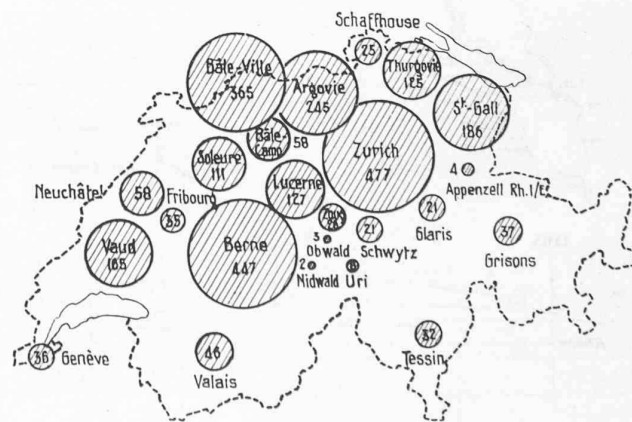 Schaffhouse
25
Bâle-Ville
365
Argovie
245
Thurgovie
125
St-Gall
186
Bâle-
Camp.
58
Zurich
477
Soleure
111
4
Appenzell Rh.I/E.
Neuchâtel
58
Fribourg
35
Lucerne
127
Zoug
21
Glaris
21
Schwytz
37
Grisons
Vaud
165
Berne
447
3
Obwald
2
Nidwald
Uri
36
Genève
46
Valais
32
Tessin